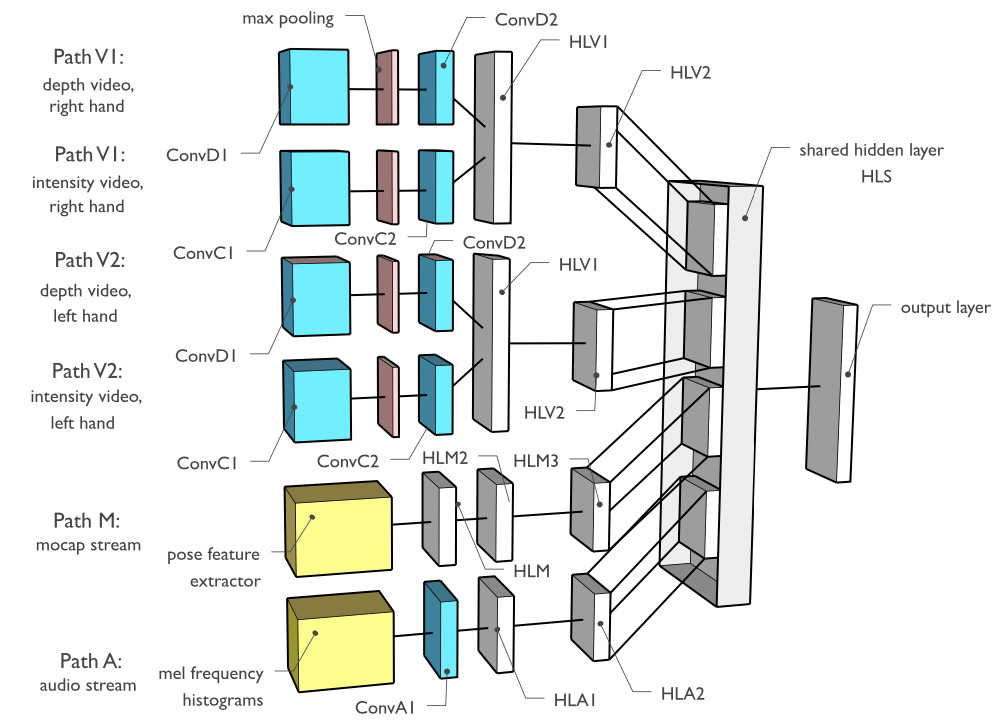 max pooling
ConvD2
HLV1
Path V1:
depth video,
right hand
HLV2
ConvD1
Path V1:
intensity video,
right hand
shared hidden layer
HLS
ConvC1
ConvC2
ConvD2
HLV1
Path V2:
depth video,
left hand
output layer
ConvD1
Path V2:
intensity video,
left hand
HLV2
ConvC1
ConvC2
HLM2
HLM3
Path M:
mocap stream
pose feature
extractor
HLM
Path A:
audio stream
mel frequency
histograms
ConvA1
HLA1
HLA2